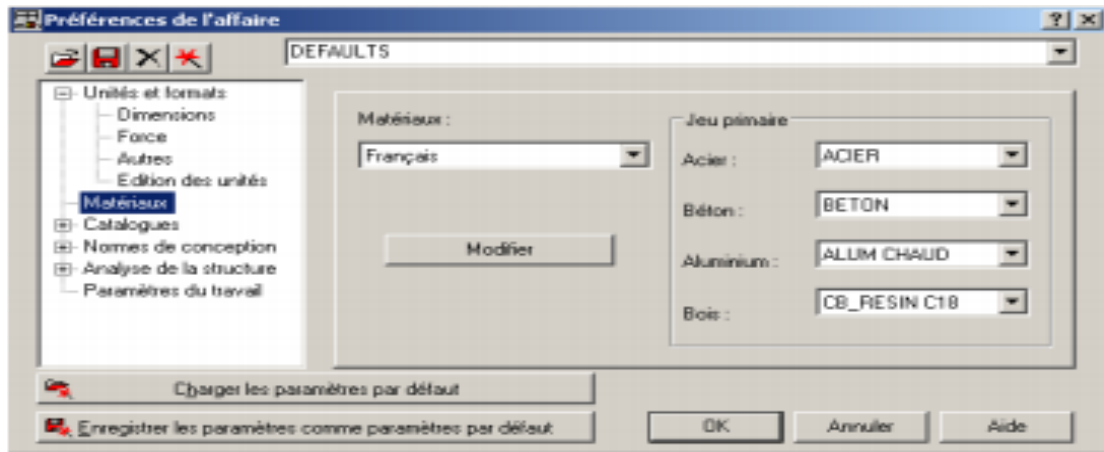 Préférences de l'affaire
DEFAULTS
Unités et formats
Dimensions
Force
Autres
Edition des unités
Matériaux
Catalogues
Normes de conception
Analyse de la structure
Paramètres du travail
Matériaux :
Français
Modifier
Jeu primaire
Acier :
ACIER
Béton :
BETON
Aluminium :
ALUM CHAUD
Bois :
CB_RESIN C18
Charger les paramètres par défaut
Enregistrer les paramètres comme paramètres par défaut
OK
Annuler
Aide